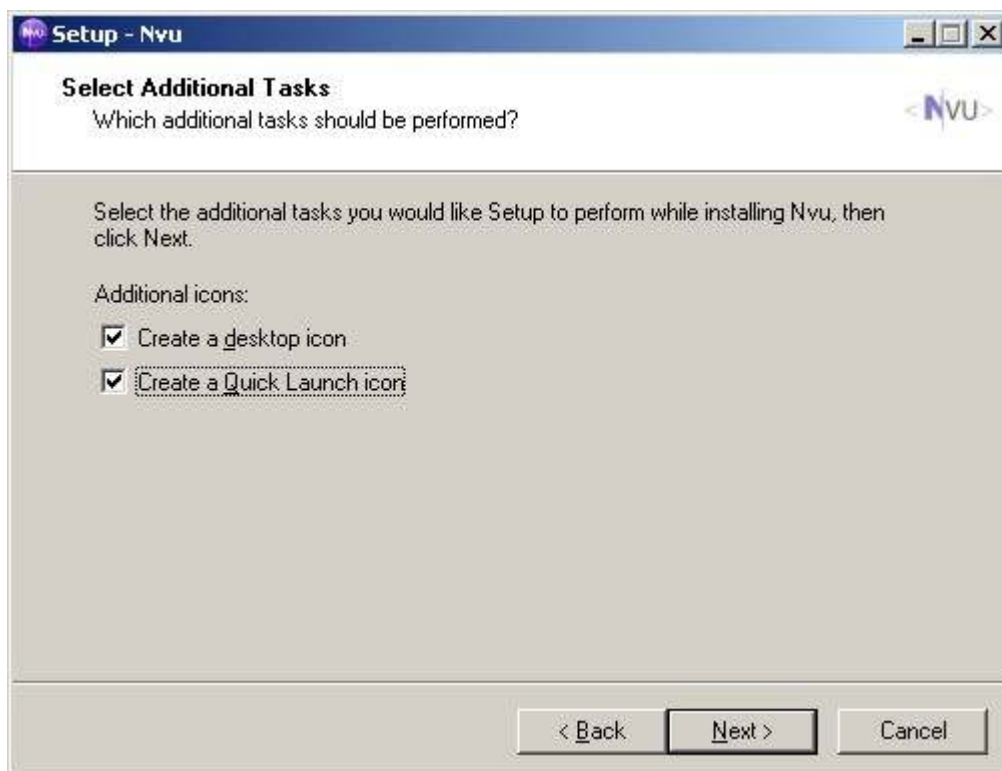 Setup - Nvu
Select Additional Tasks
Which additional tasks should be performed?
<NVU>
Select the additional tasks you would like Setup to perform while installing Nvu, then
click Next.
Additional icons:
Create a desktop icon
Create a Quick Launch icon
< Back
Next >
Cancel